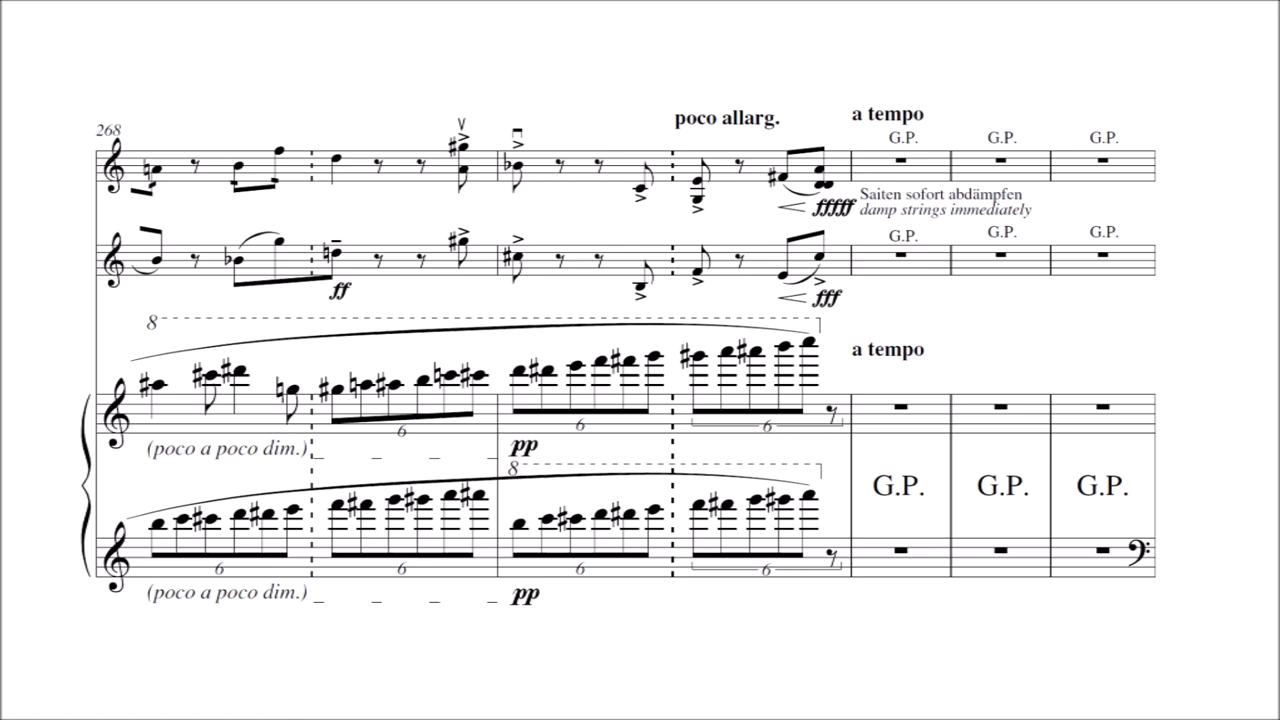 poco allarg.
a tempo
268
G.P. G.P. G.P.
Saiten sofort abdämpfen
fffff damp strings immediately
G.P. G.P. G.P.
ff
fff
8
a tempo
6
6
6
(poco a poco dim.)
pp
8
G.P. G.P. G.P.
6
6
6
6
(poco a poco dim.)
pp